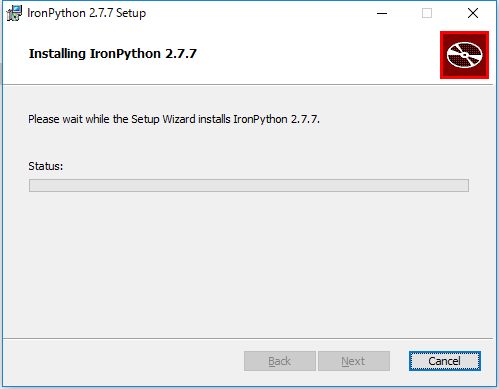 IronPython 2.7.7 Setup
Installing IronPython 2.7.7
Please wait while the Setup Wizard installs IronPython 2.7.7.
Status:
Back Next Cancel